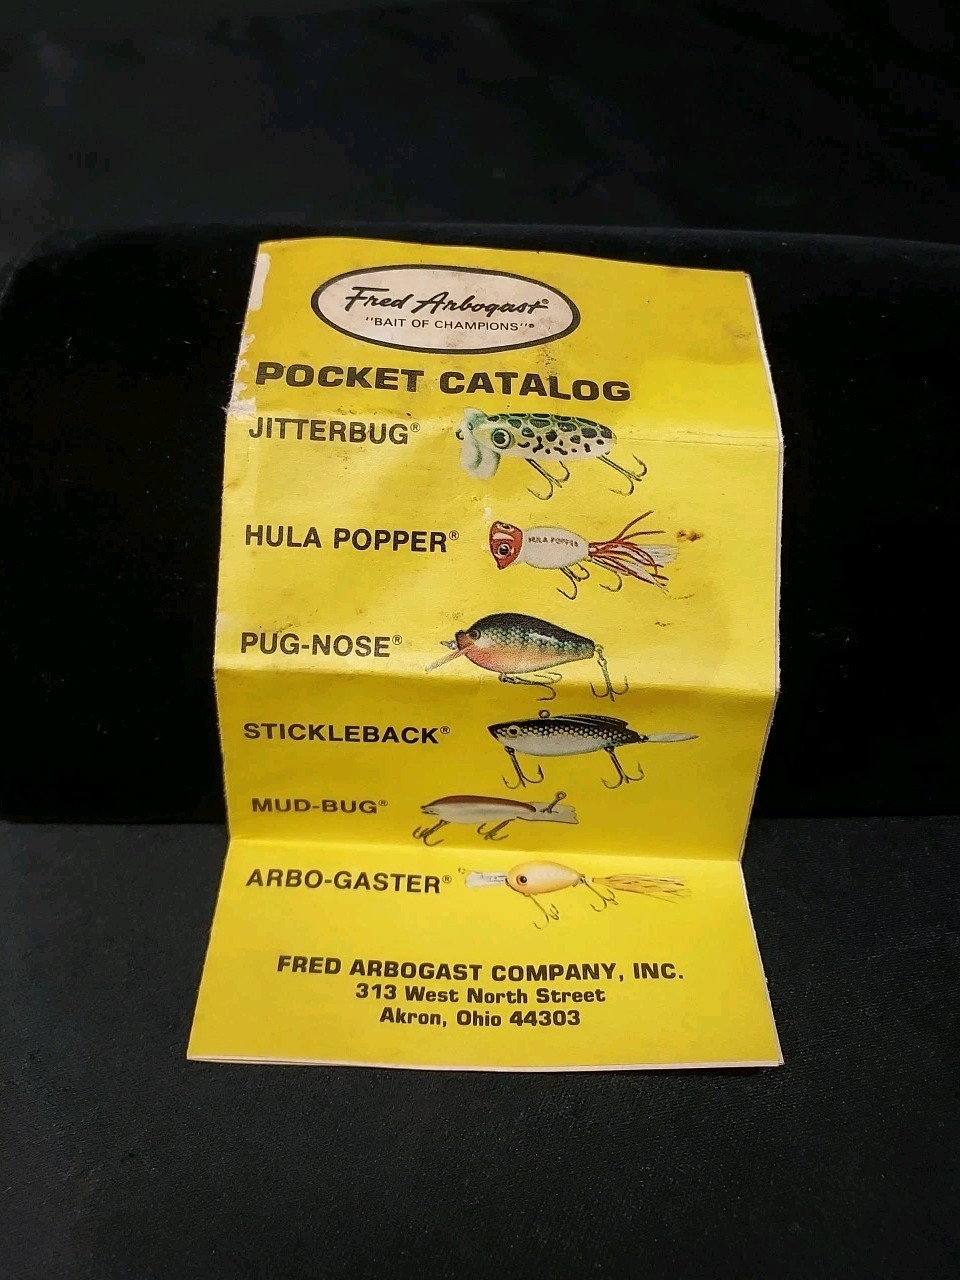 Fred Arbogast®
"BAIT OF CHAMPIONS"®
POCKET CATALOG
JITTERBUG®
HULA POPPER®
HULA POPPER
PUG-NOSE®
STICKLEBACK®
MUD-BUG®
ARBO-GASTER®
FRED ARBOGAST COMPANY, INC.
313 West North Street
Akron, Ohio 44303